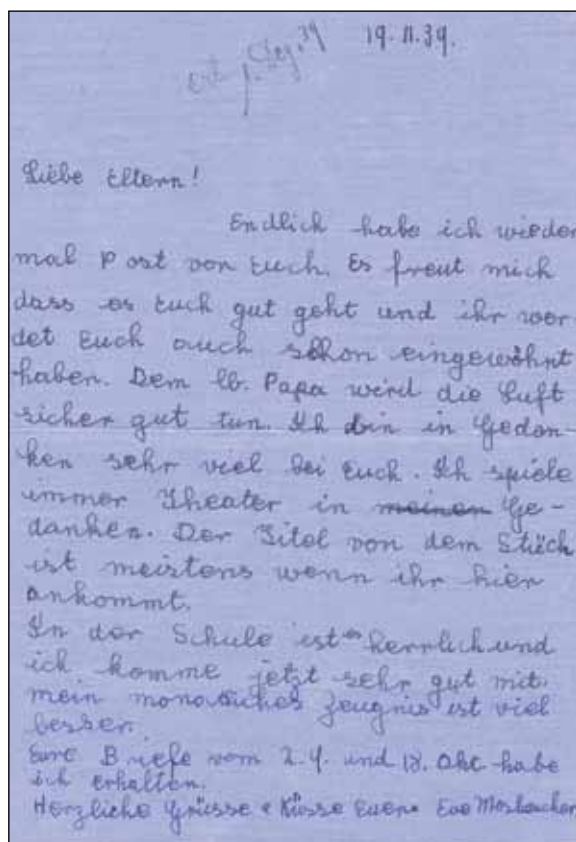 erh. 1. Dez. 39
19.11.39.
Liebe Eltern!
Endlich habe ich wieder
mal Post von Euch. Es freut mich
dass es Euch gut geht und ihr wer
det Euch auch schon eingewöhnt
haben. Dem lb. Papa wird die Luft
sicher gut tun. Ich bin in Gedan-
ken sehr viel bei Euch. Ich spiele
immer Theater in meinen Ge-
danken. Der Titel von dem Stück
ist meistens wenn ihr hier
ankommt.
In der Schule ist es herrlich und
ich komme jetzt sehr gut mit.
mein monatliches Zeugnis ist viel
besser.
Eure Briefe vom 2. 9. und 18. Okt habe
ich erhalten.
Herzliche Grüsse & Küsse Euere Eva Mosbacher